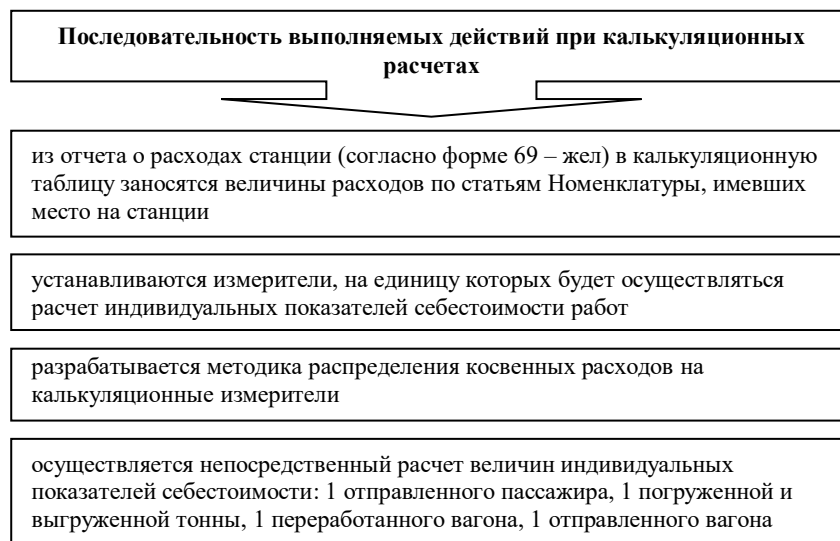 Последовательность выполняемых действий при калькуляционных
расчетах
из отчета о расходах станции (согласно форме 69 – жел) в калькуляционную
таблицу заносятся величины расходов по статьям Номенклатуры, имевших
место на станции
устанавливаются измерители, на единицу которых будет осуществляться
расчет индивидуальных показателей себестоимости работ
разрабатывается методика распределения косвенных расходов на
калькуляционные измерители
осуществляется непосредственный расчет величин индивидуальных
показателей себестоимости: 1 отправленного пассажира, 1 погруженной и
выгруженной тонны, 1 переработанного вагона, 1 отправленного вагона